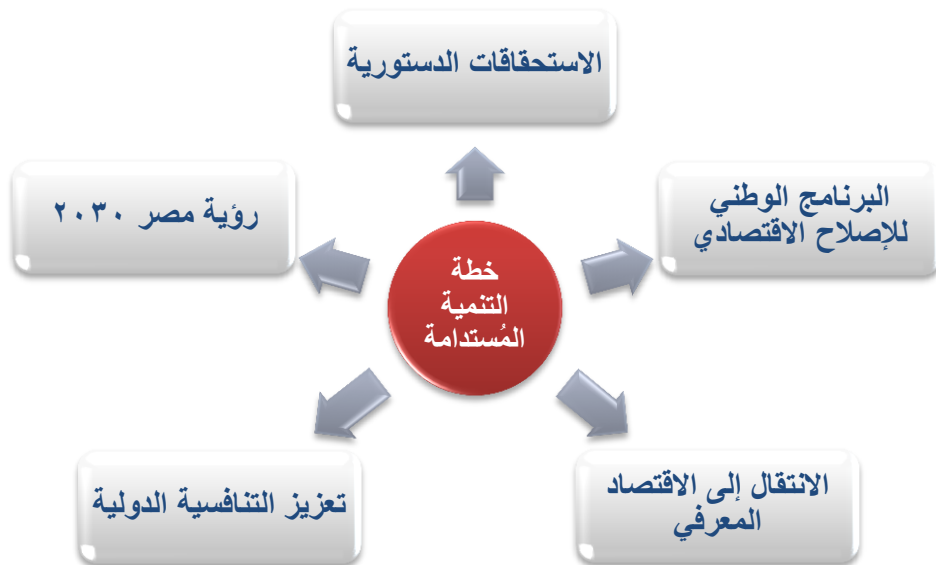 الاستحقاقات الدستورية
البرنامج الوطني
للإصلاح الاقتصادي
رؤية مصر ٢٠٣٠
خطة
التنمية
المُستدامة
الانتقال إلى الاقتصاد
المعرفي
تعزيز التنافسية الدولية